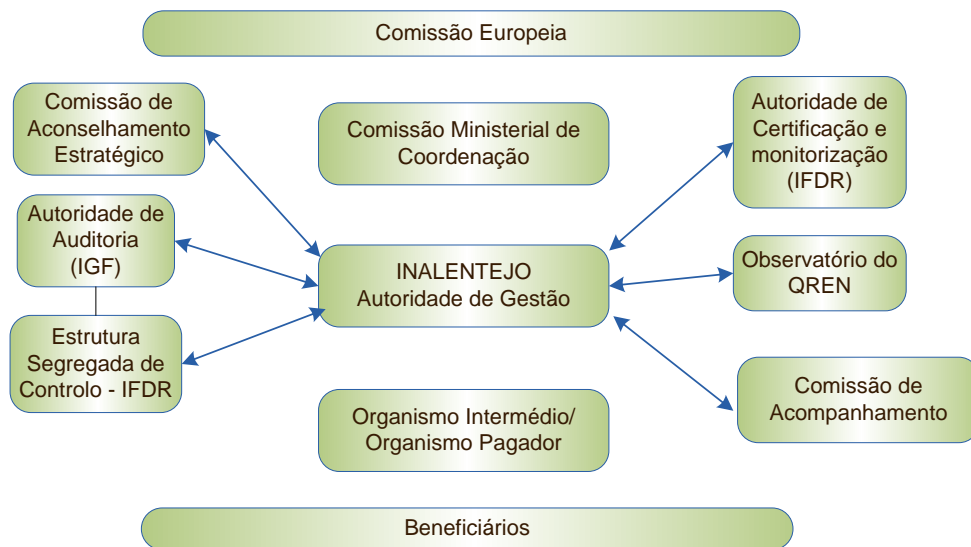 Comissão Europeia
Comissão de
Aconselhamento
Estratégico
Comissão Ministerial de
Coordenação
Autoridade de
Certificação e
monitorização
(IFDR)
Autoridade de
Auditoria
(IGF)
INALENTEJO
Autoridade de Gestão
Observatório do
QREN
Estrutura
Segregada de
Controlo - IFDR
Organismo Intermédio/
Organismo Pagador
Comissão de
Acompanhamento
Beneficiários